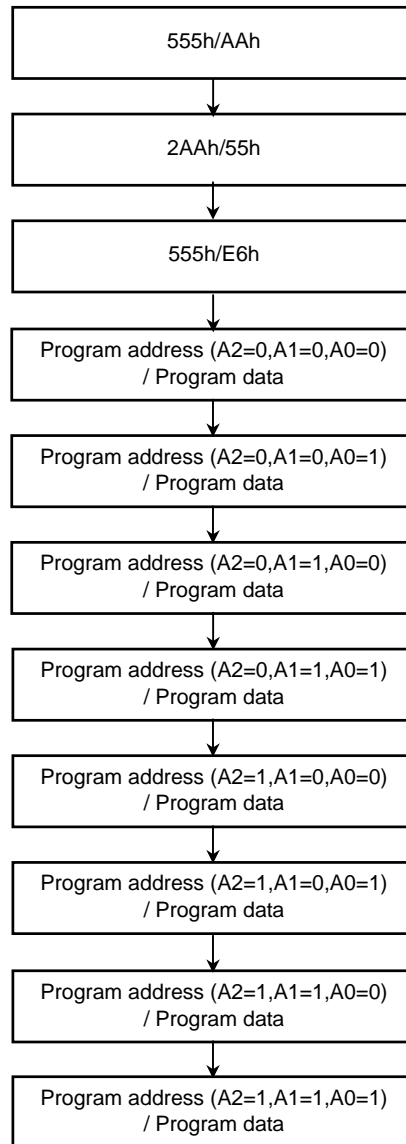 555h/AAh
2AAh/55h
555h/E6h
Program address (A2=0,A1=0,A0=0)
/ Program data
Program address (A2=0,A1=0,A0=1)
/ Program data
Program address (A2=0,A1=1,A0=0)
/ Program data
Program address (A2=0,A1=1,A0=1)
/ Program data
Program address (A2=1,A1=0,A0=0)
/ Program data
Program address (A2=1,A1=0,A0=1)
/ Program data
Program address (A2=1,A1=1,A0=0)
/ Program data
Program address (A2=1,A1=1,A0=1)
/ Program data